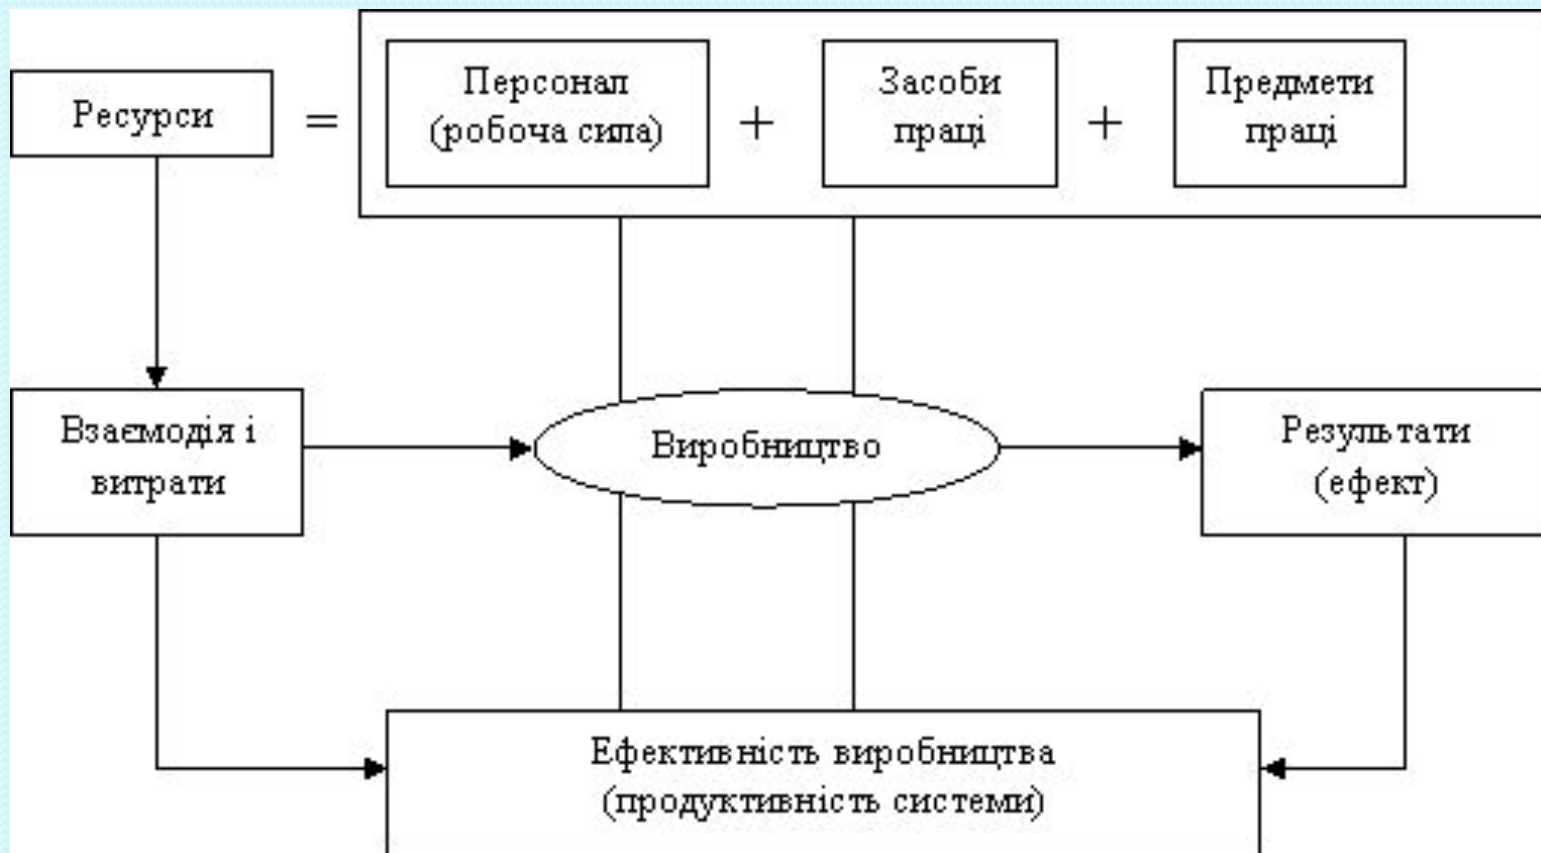 Ресурси
=
Персонал
(робоча сила)
+
Засоби
праці
+
Предмети
праці
Взаємодія і
витрати
Виробництво
Результати
(ефект)
Ефективність виробництва
(продуктивність системи)